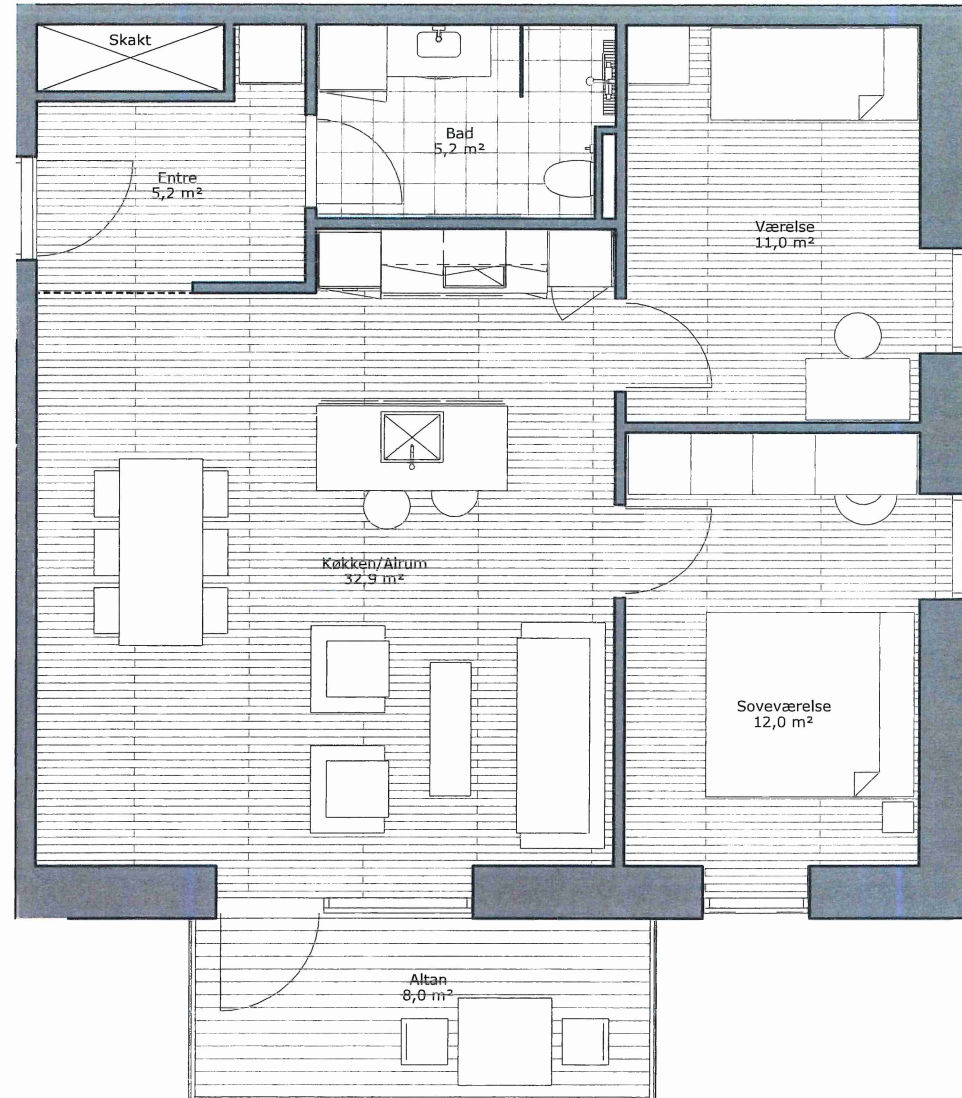 Skakt
Bad
5,2 m²
Entre
5,2 m²
Værelse
11,0 m²
Køkken/Alrum
32,9 m²
Soveværelse
12,0 m²
Altan
8,0 m²